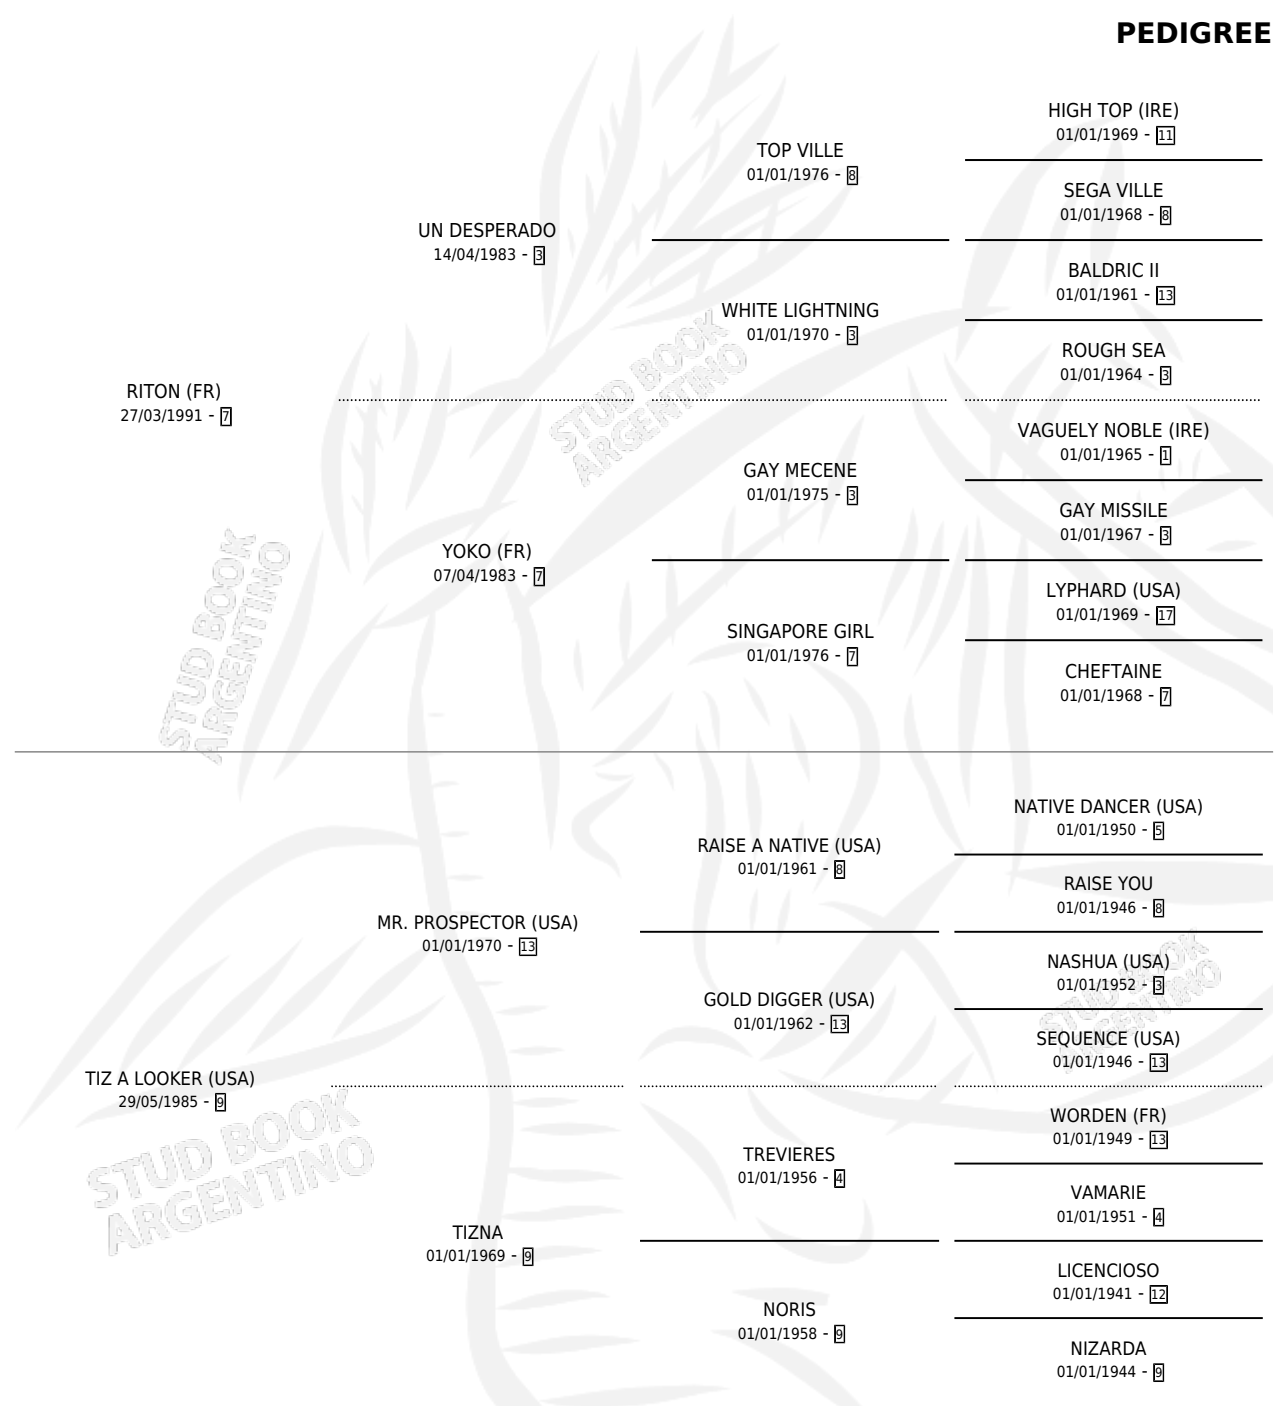 PEDIGREE
HIGH TOP (IRE)
01/01/1969 - 11
TOP VILLE
01/01/1976 - 8
SEGA VILLE
01/01/1968 - 8
UN DESPERADO
14/04/1983 - 3
BALDRIC II
01/01/1961 - 13
WHITE LIGHTNING
01/01/1970 - 3
ROUGH SEA
01/01/1964 - 3
RITON (FR)
27/03/1991 - 7
VAGUELY NOBLE (IRE)
01/01/1965 - 1
GAY MECENE
01/01/1975 - 3
GAY MISSILE
01/01/1967 - 3
YOKO (FR)
07/04/1983 - 7
LYPHARD (USA)
01/01/1969 - 17
SINGAPORE GIRL
01/01/1976 - 7
CHEFTAINE
01/01/1968 - 7
NATIVE DANCER (USA)
01/01/1950 - 5
RAISE A NATIVE (USA)
01/01/1961 - 8
RAISE YOU
01/01/1946 - 8
MR. PROSPECTOR (USA)
01/01/1970 - 13
NASHUA (USA)
01/01/1952 - 3
GOLD DIGGER (USA)
01/01/1962 - 13
SEQUENCE (USA)
01/01/1946 - 13
TIZ A LOOKER (USA)
29/05/1985 - 9
WORDEN (FR)
01/01/1949 - 13
TREVIERES
01/01/1956 - 4
VAMARIE
01/01/1951 - 4
TIZNA
01/01/1969 - 9
LICENCIOSO
01/01/1941 - 12
NORIS
01/01/1958 - 9
NIZARDA
01/01/1944 - 9
STUD BOOK
ARGENTINO
STUD BOOK
ARGENTINO
STUD BOOK
ARGENTINO
STUD BOOK
ARGENTINO